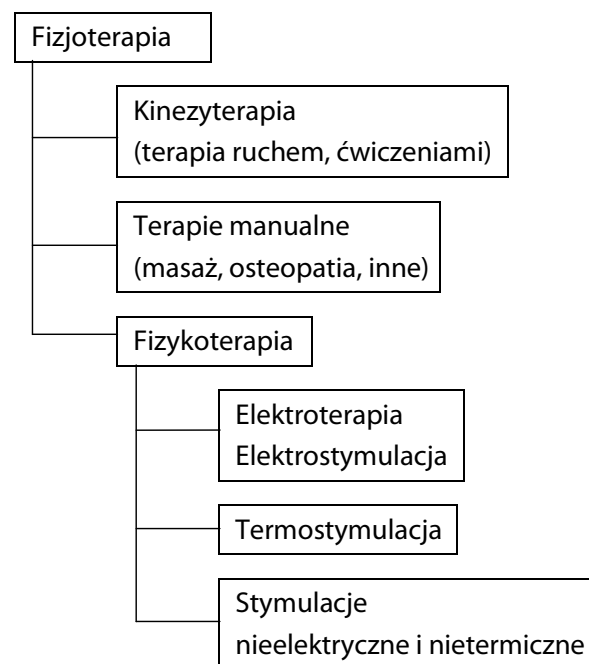 Fizjoterapia
Kinezyterapia
(terapia ruchem, ćwiczeniami)
Terapie manualne
(masaż, osteopatia, inne)
Fizykoterapia
Elektroterapia
Elektrostymulacja
Termostymulacja
Stymulacje
nieelektryczne i nietermiczne